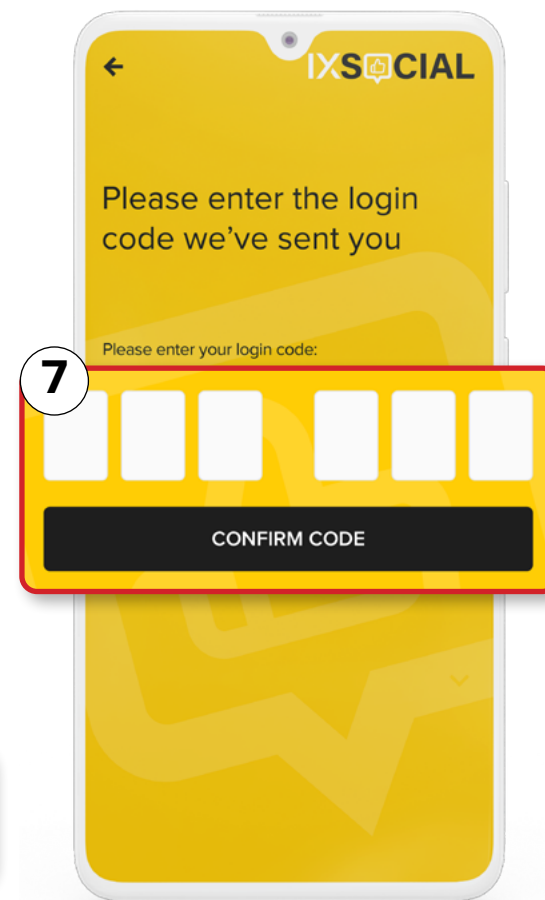 IXSOCIAL
Please enter the login
code we've sent you
Please enter your login code:
7
CONFIRM CODE